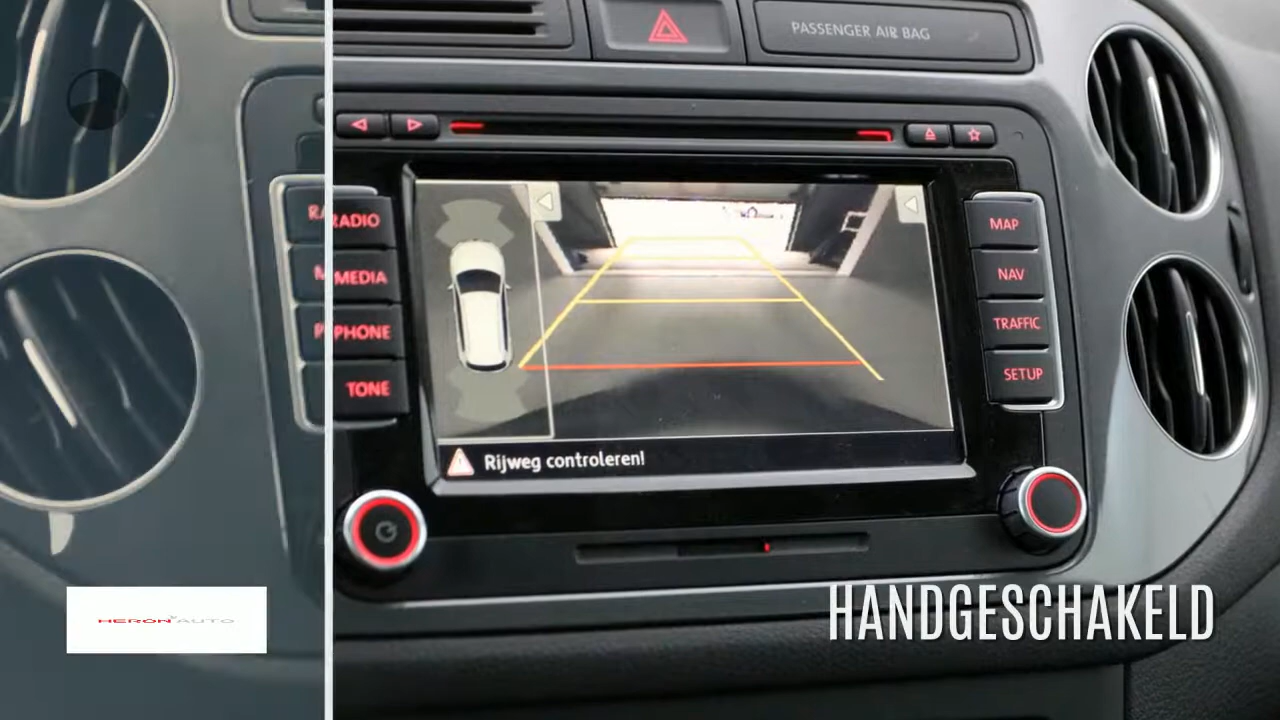 PASSENGER AIR BAG
RADIO
MEDIA
PHONE
TONE
MAP
NAV
TRAFFIC
SETUP
Rijweg controleren!
HANDGESCHAKELD
HERON AUTO